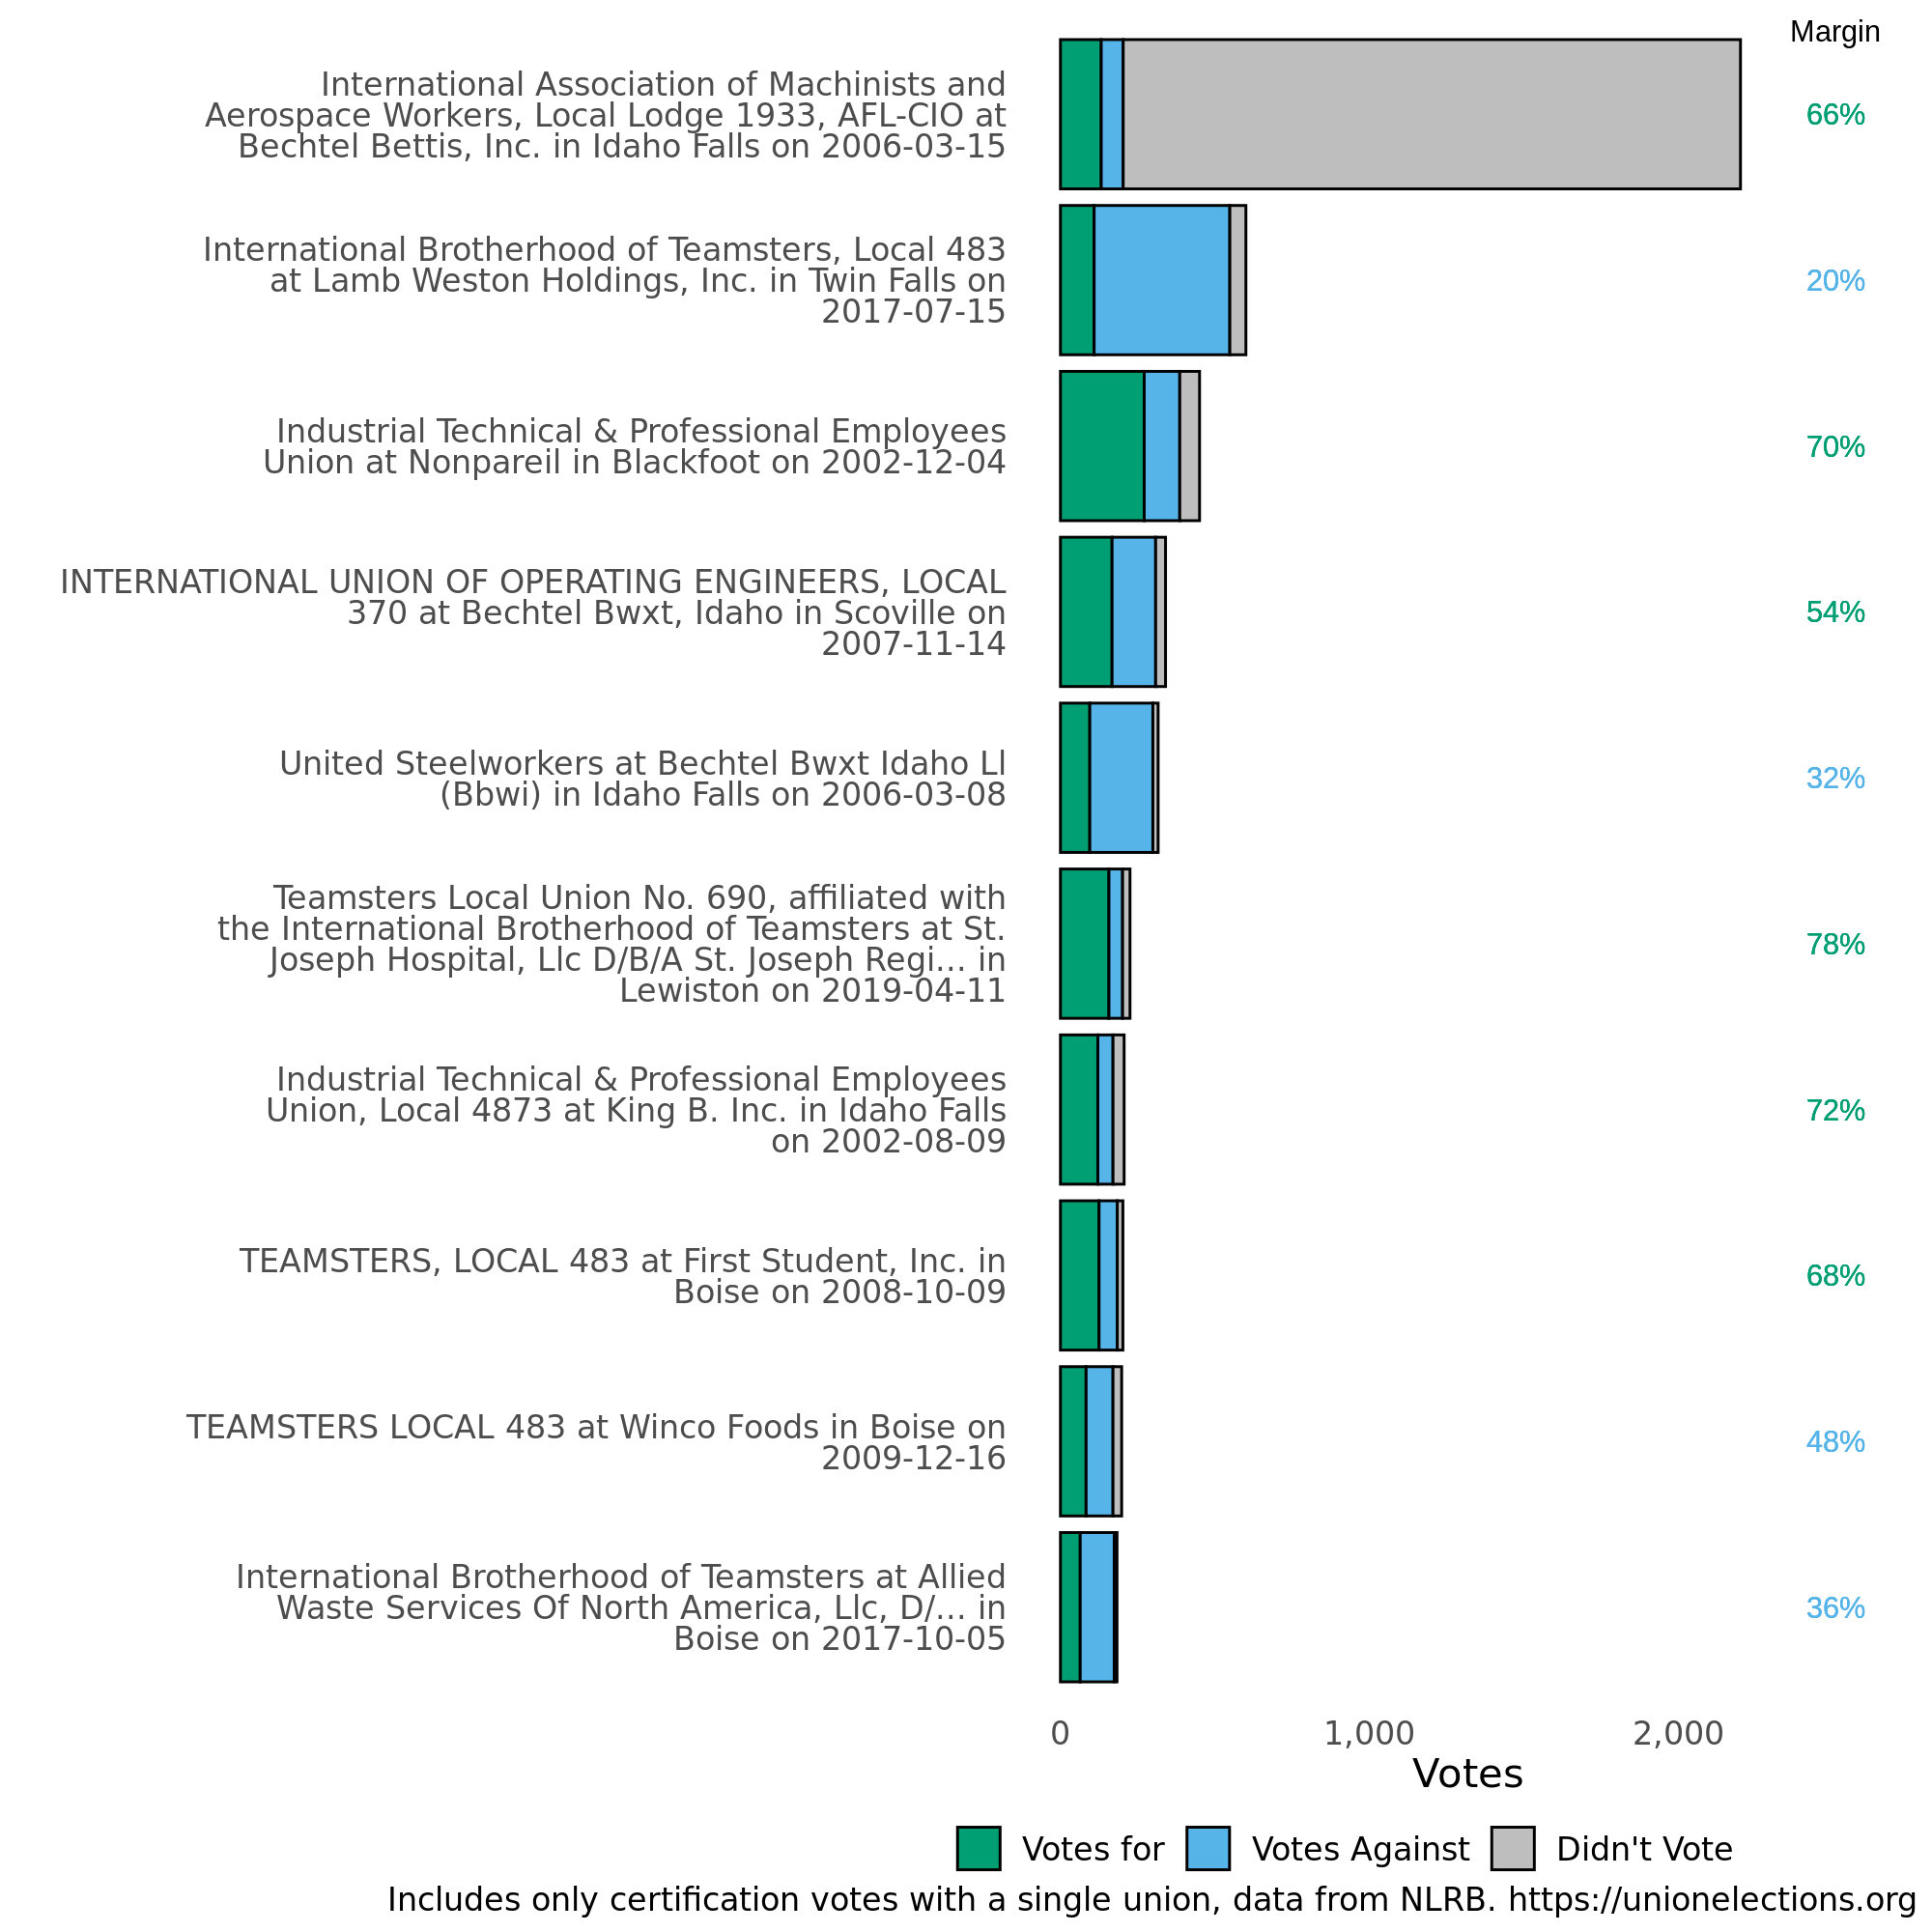 Margin
International Association of Machinists and
Aerospace Workers, Local Lodge 1933, AFL-CIO at
Bechtel Bettis, Inc. in Idaho Falls on 2006-03-15
66%
International Brotherhood of Teamsters, Local 483
at Lamb Weston Holdings, Inc. in Twin Falls on
2017-07-15
20%
Industrial Technical & Professional Employees
Union at Nonpareil in Blackfoot on 2002-12-04
70%
INTERNATIONAL UNION OF OPERATING ENGINEERS, LOCAL
370 at Bechtel Bwxt, Idaho in Scoville on
2007-11-14
54%
United Steelworkers at Bechtel Bwxt Idaho Ll
(Bbwi) in Idaho Falls on 2006-03-08
32%
Teamsters Local Union No. 690, affiliated with
the International Brotherhood of Teamsters at St.
Joseph Hospital, Llc D/B/A St. Joseph Regi... in
Lewiston on 2019-04-11
78%
Industrial Technical & Professional Employees
Union, Local 4873 at King B. Inc. in Idaho Falls
on 2002-08-09
72%
TEAMSTERS, LOCAL 483 at First Student, Inc. in
Boise on 2008-10-09
68%
TEAMSTERS LOCAL 483 at Winco Foods in Boise on
2009-12-16
48%
International Brotherhood of Teamsters at Allied
Waste Services Of North America, Llc, D/... in
Boise on 2017-10-05
36%
0 1,000 2,000
Votes
Votes for Votes Against Didn't Vote
Includes only certification votes with a single union, data from NLRB. https://unionelections.org